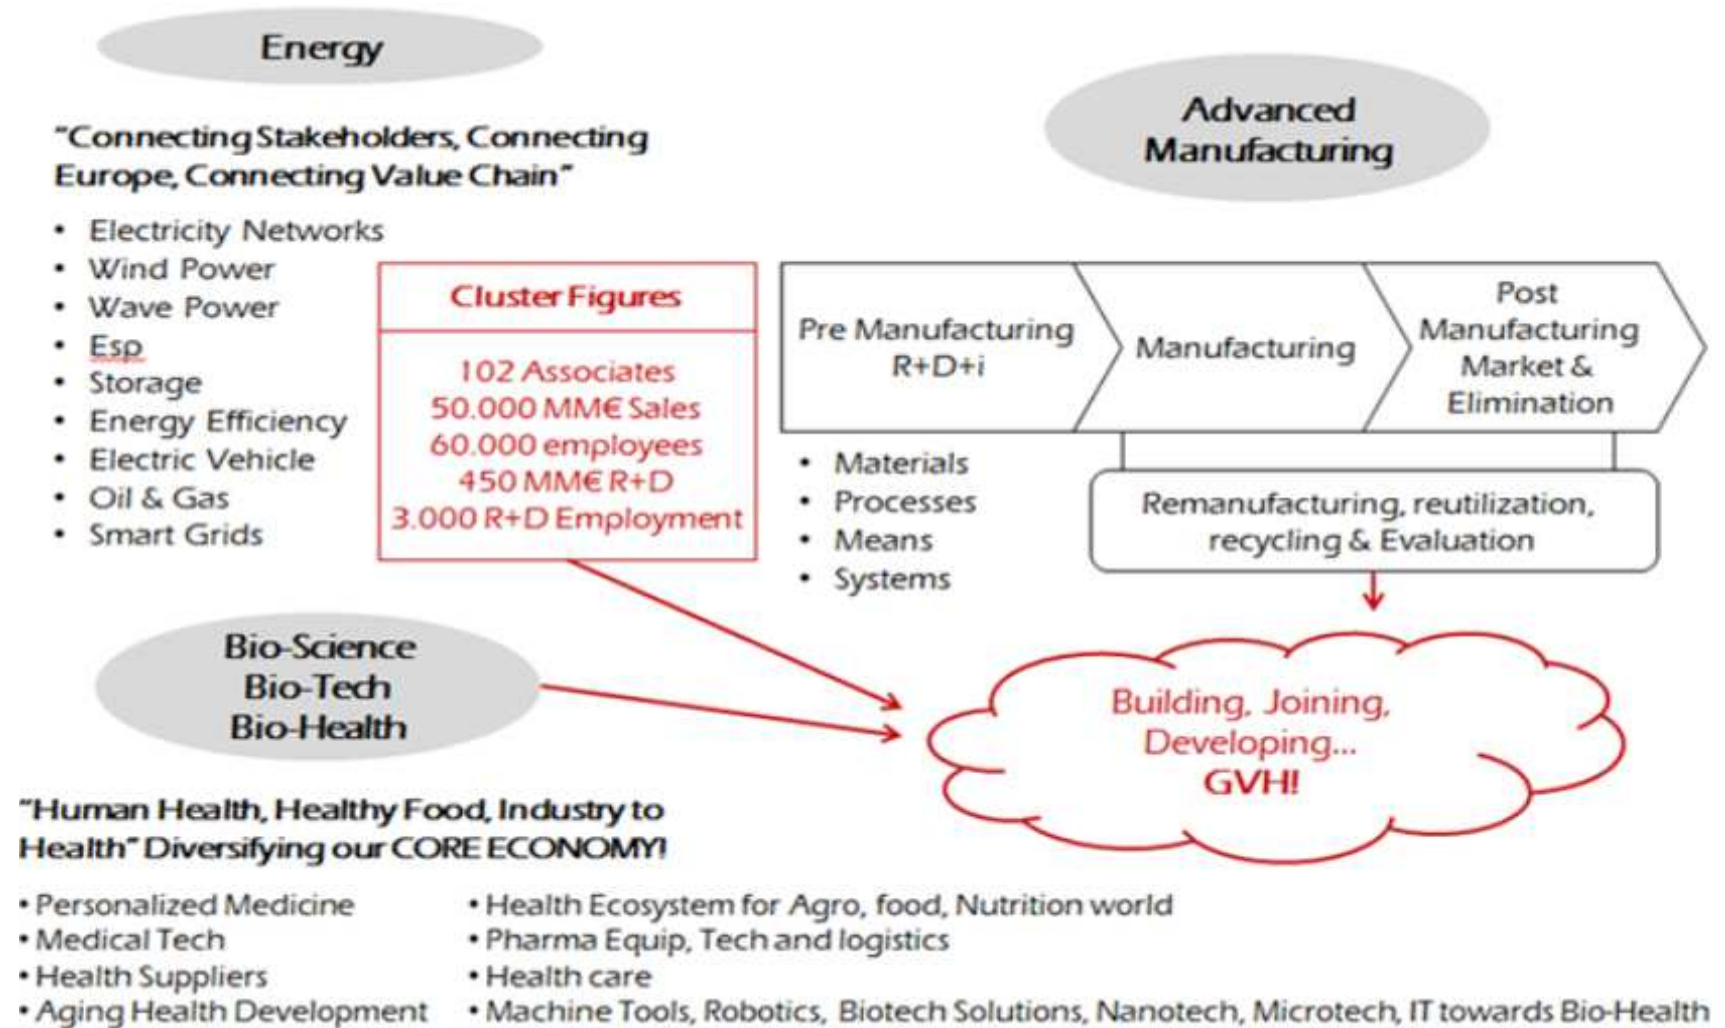 Energy
"Connecting Stakeholders, Connecting
Europe, Connecting Value Chain"
• Electricity Networks
• Wind Power
• Wave Power
• Esp
• Storage
• Energy Efficiency
• Electric Vehicle
• Oil & Gas
• Smart Grids
Cluster Figures
102 Associates
50.000 MM€ Sales
60.000 employees
450 MM€ R+D
3.000 R+D Employment
Advanced
Manufacturing
Pre Manufacturing
R+D+i
Manufacturing
Post
Manufacturing
Market &
Elimination
• Materials
• Processes
• Means
• Systems
Remanufacturing, reutilization,
recycling & Evaluation
Bio-Science
Bio-Tech
Bio-Health
Building, Joining,
Developing...
GVH!
"Human Health, Healthy Food, Industry to
Health" Diversifying our CORE ECONOMY!
• Personalized Medicine
• Medical Tech
• Health Suppliers
• Aging Health Development
• Health Ecosystem for Agro, food, Nutrition world
• Pharma Equip, Tech and logistics
• Health care
• Machine Tools, Robotics, Biotech Solutions, Nanotech, Microtech, IT towards Bio-Health